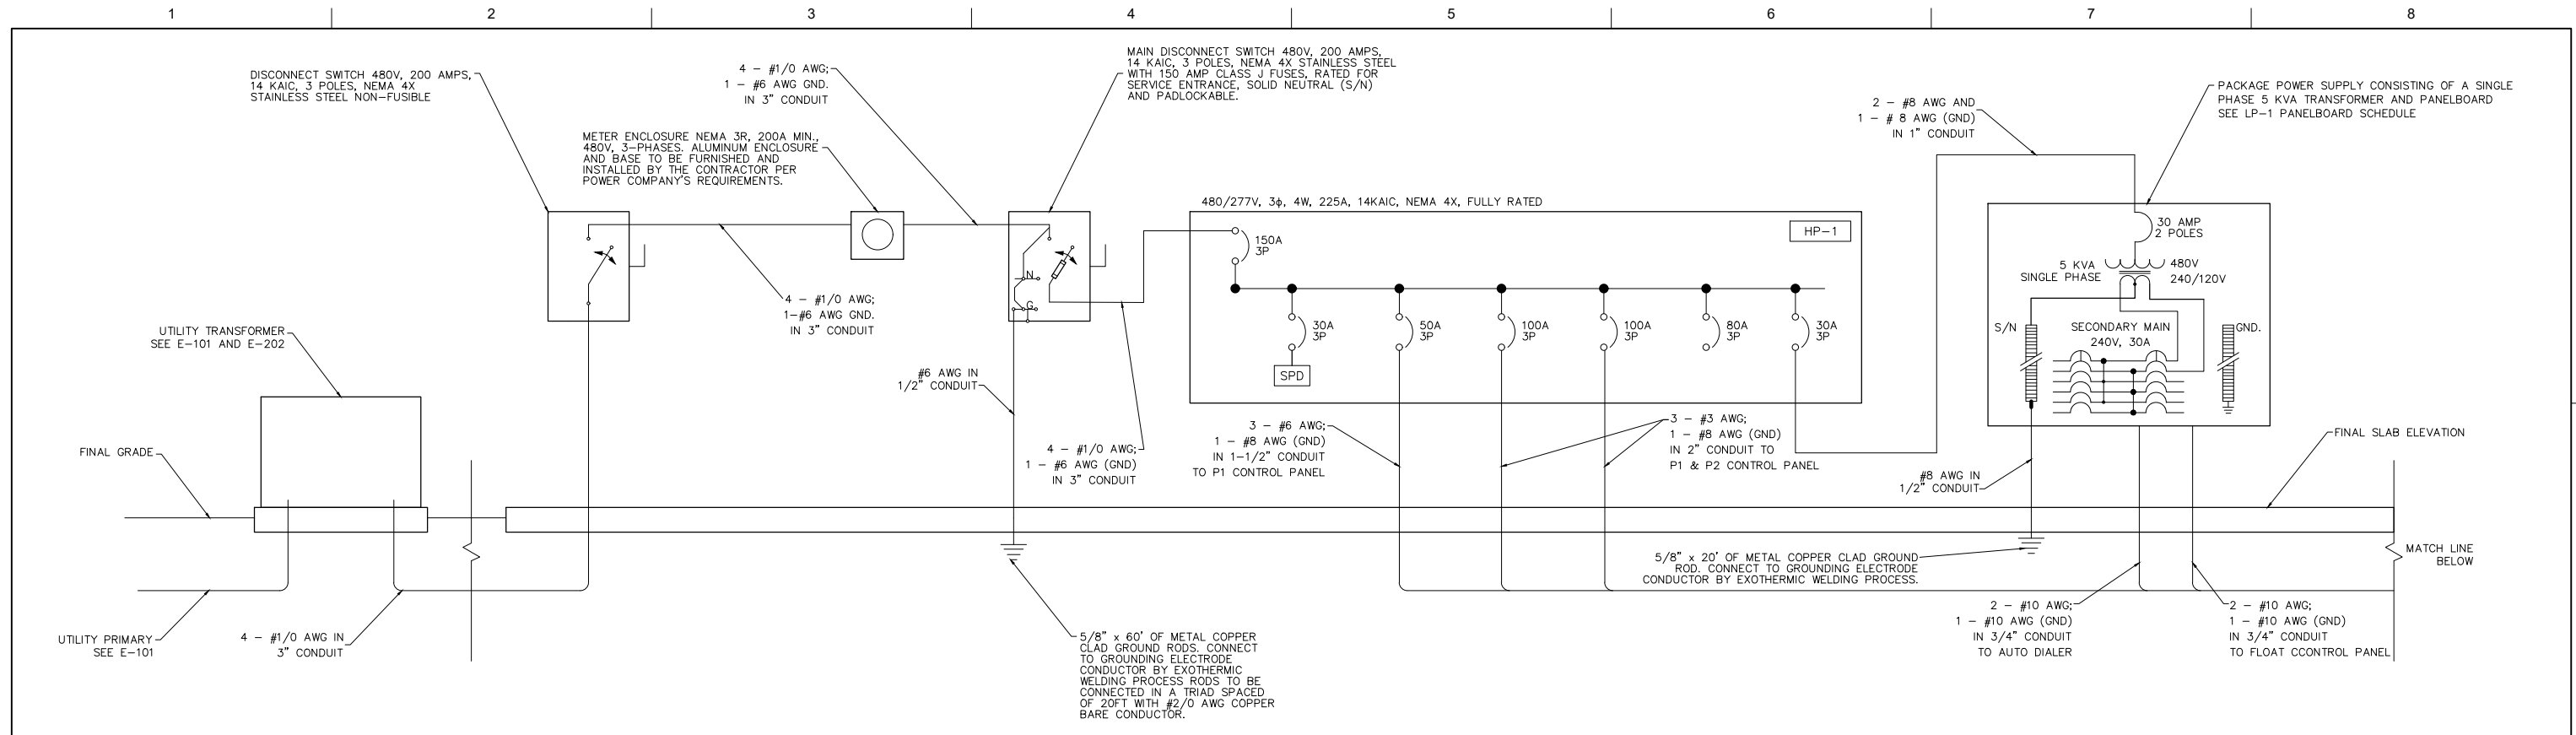 1 2 3 4 5 6 7 8
DISCONNECT SWITCH 480V, 200 AMPS,
14 KAIC, 3 POLES, NEMA 4X
STAINLESS STEEL NON-FUSIBLE
4 - #1/0 AWG;
1 - #6 AWG GND.
IN 3" CONDUIT
METER ENCLOSURE NEMA 3R, 200A MIN.,
480V, 3-PHASES. ALUMINUM ENCLOSURE
AND BASE TO BE FURNISHED AND
INSTALLED BY THE CONTRACTOR PER
POWER COMPANY'S REQUIREMENTS.
MAIN DISCONNECT SWITCH 480V, 200 AMPS,
14 KAIC, 3 POLES, NEMA 4X STAINLESS STEEL
WITH 150 AMP CLASS J FUSES, RATED FOR
SERVICE ENTRANCE, SOLID NEUTRAL (S/N)
AND PADLOCKABLE.
2 - #8 AWG AND
1 - # 8 AWG (GND)
IN 1" CONDUIT
PACKAGE POWER SUPPLY CONSISTING OF A SINGLE
PHASE 5 KVA TRANSFORMER AND PANELBOARD
SEE LP-1 PANELBOARD SCHEDULE
480/277V, 3ϕ, 4W, 225A, 14KAIC, NEMA 4X, FULLY RATED
HP-1
150A
3P
N
G
4 - #1/0 AWG;
1-#6 AWG GND.
IN 3" CONDUIT
30A
3P
50A
3P
100A
3P
100A
3P
80A
3P
30A
3P
SPD
30 AMP
2 POLES
5 KVA
SINGLE PHASE
480V
240/120V
S/N
SECONDARY MAIN
240V, 30A
GND.
UTILITY TRANSFORMER
SEE E-101 AND E-202
#6 AWG IN
1/2" CONDUIT
4 - #1/0 AWG;
1 - #6 AWG (GND)
IN 3" CONDUIT
3 - #6 AWG;
1 - #8 AWG (GND)
IN 1-1/2" CONDUIT
TO P1 CONTROL PANEL
3 - #3 AWG;
1 - #8 AWG (GND)
IN 2" CONDUIT TO
P1 & P2 CONTROL PANEL
#8 AWG IN
1/2" CONDUIT
FINAL SLAB ELEVATION
FINAL GRADE
UTILITY PRIMARY
SEE E-101
4 - #1/0 AWG IN
3" CONDUIT
5/8" x 60' OF METAL COPPER
CLAD GROUND RODS. CONNECT
TO GROUNDING ELECTRODE
CONDUCTOR BY EXOTHERMIC
WELDING PROCESS RODS TO BE
CONNECTED IN A TRIAD SPACED
OF 20FT WITH #2/0 AWG COPPER
BARE CONDUCTOR.
5/8" x 20' OF METAL COPPER CLAD GROUND
ROD. CONNECT TO GROUNDING ELECTRODE
CONDUCTOR BY EXOTHERMIC WELDING PROCESS.
2 - #10 AWG;
1 - #10 AWG (GND)
IN 3/4" CONDUIT
TO AUTO DIALER
2 - #10 AWG;
1 - #10 AWG (GND)
IN 3/4" CONDUIT
TO FLOAT CCONTROL PANEL
MATCH LINE
BELOW